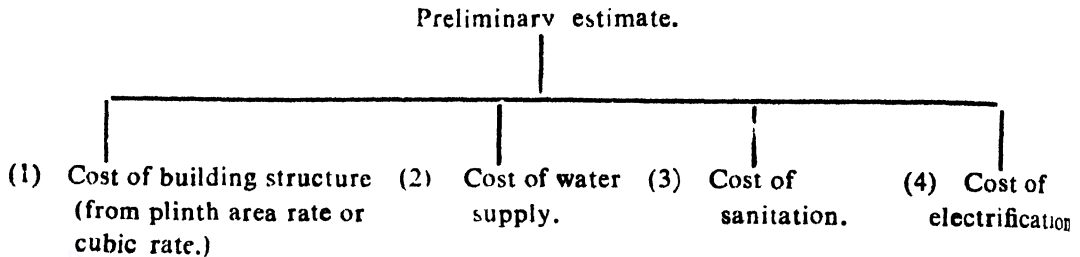 Preliminary estimate.
(1) Cost of building structure
(from plinth area rate or
cubic rate.)
(2) Cost of water
supply.
(3) Cost of
sanitation.
(4) Cost of
electrification